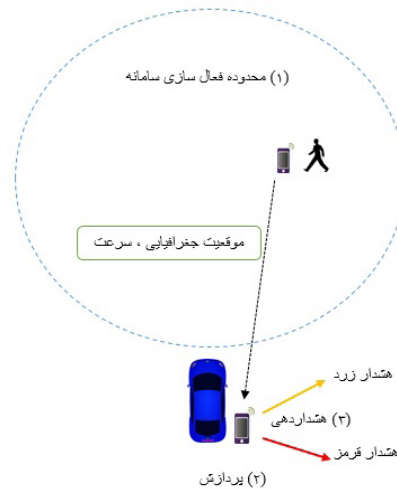 (۱) محدوده فعال سازی سامانه
موقعیت جغرافیایی ، سرعت
هشدار زرد
(۳) هشداردهی
هشدار قرمز
(۲) پردازش